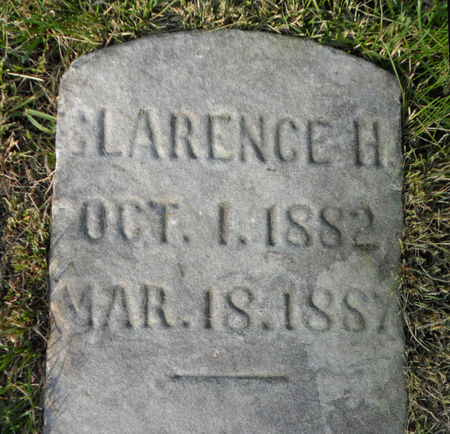 CLARENCE H.
OCT. 1. 1882
MAR. 18. 1887